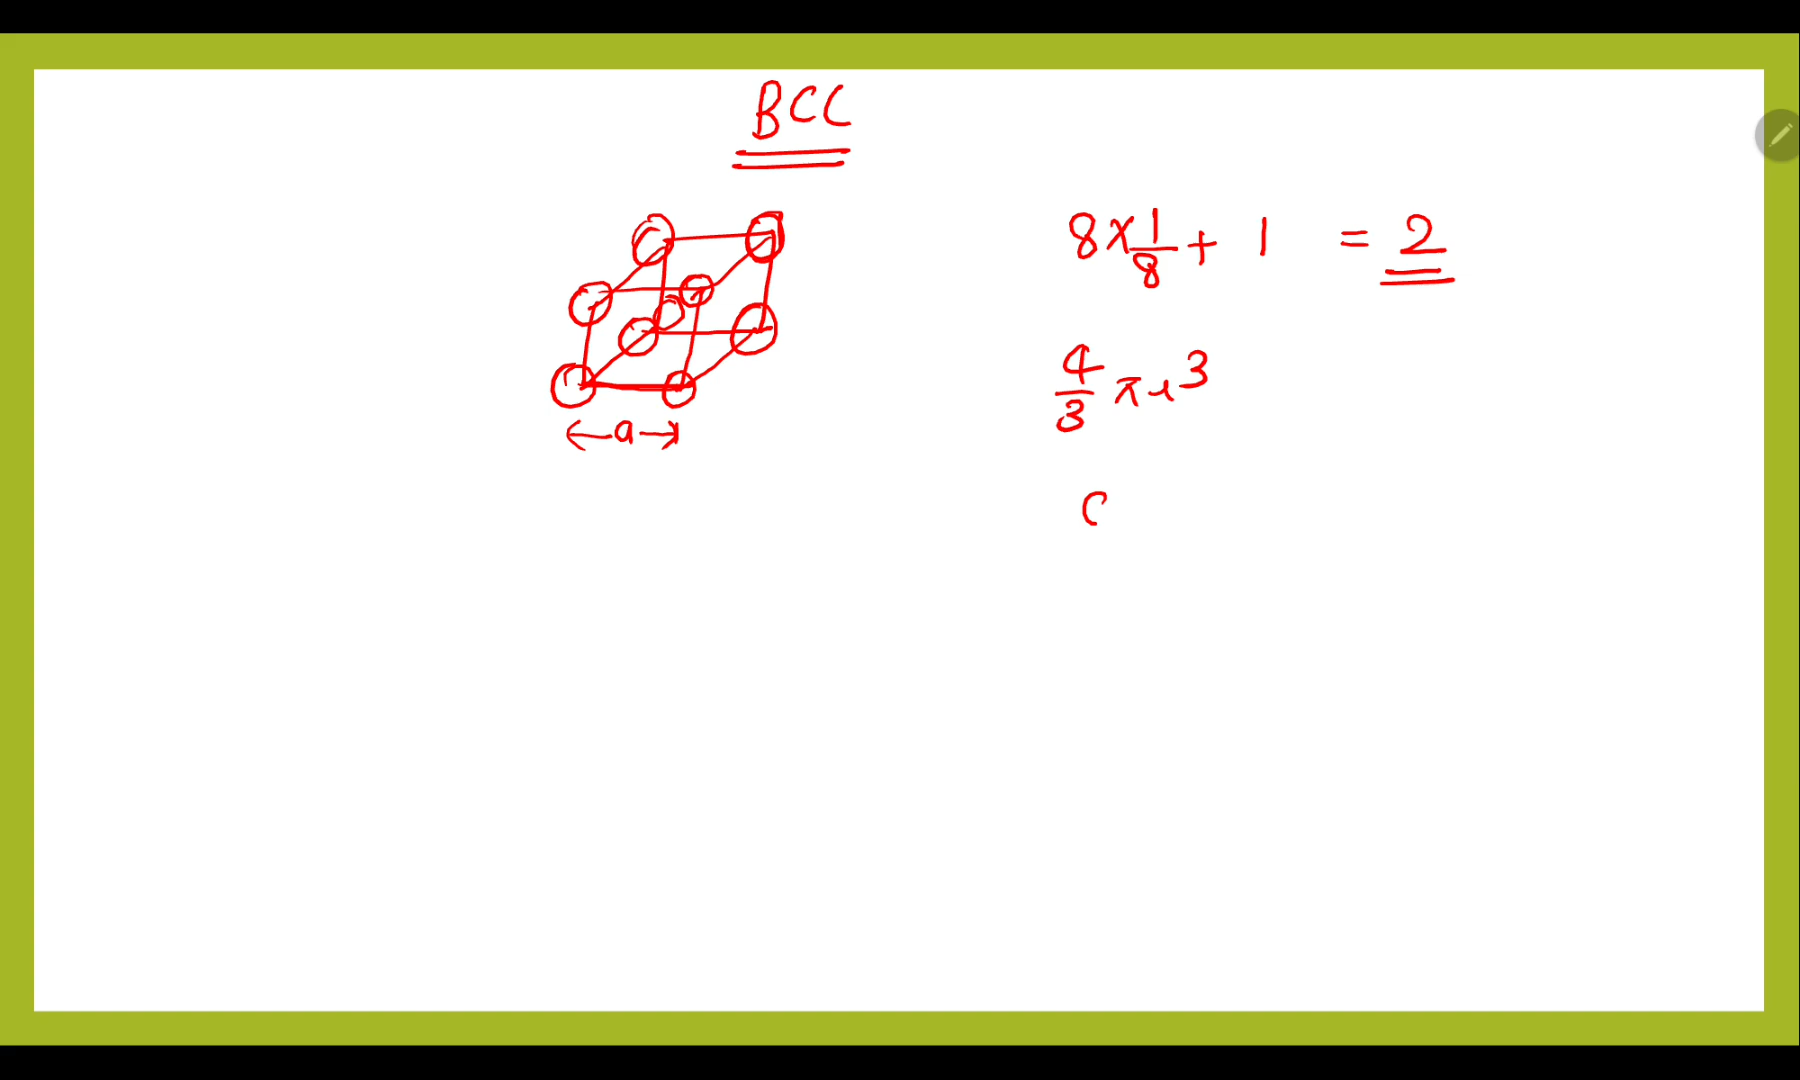 BCC
8 × 1/8 + 1 = 2
4/3 πr³
←a→